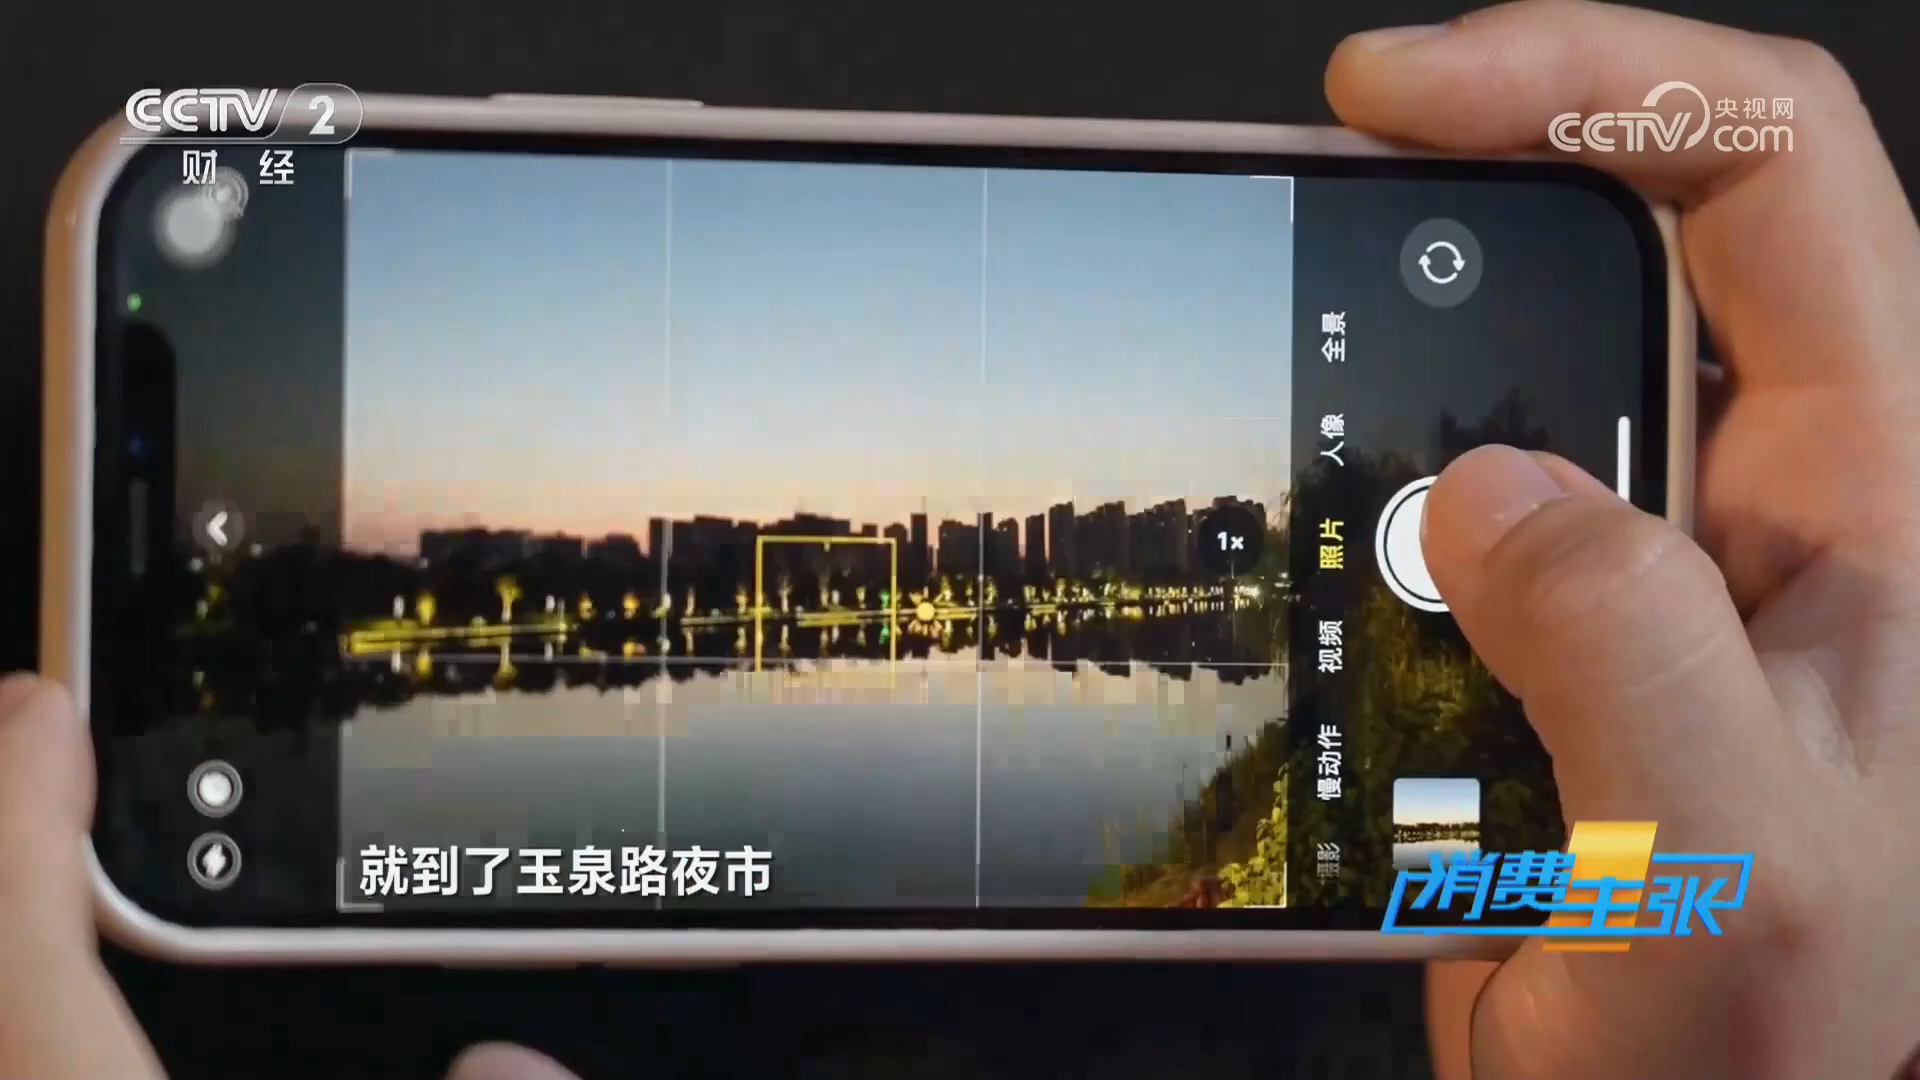 CCTV 2
财 经
央视网
CCTV.com
全景
人像
1×
照片
视频
慢动作
摄影
就到了玉泉路夜市
消费主张